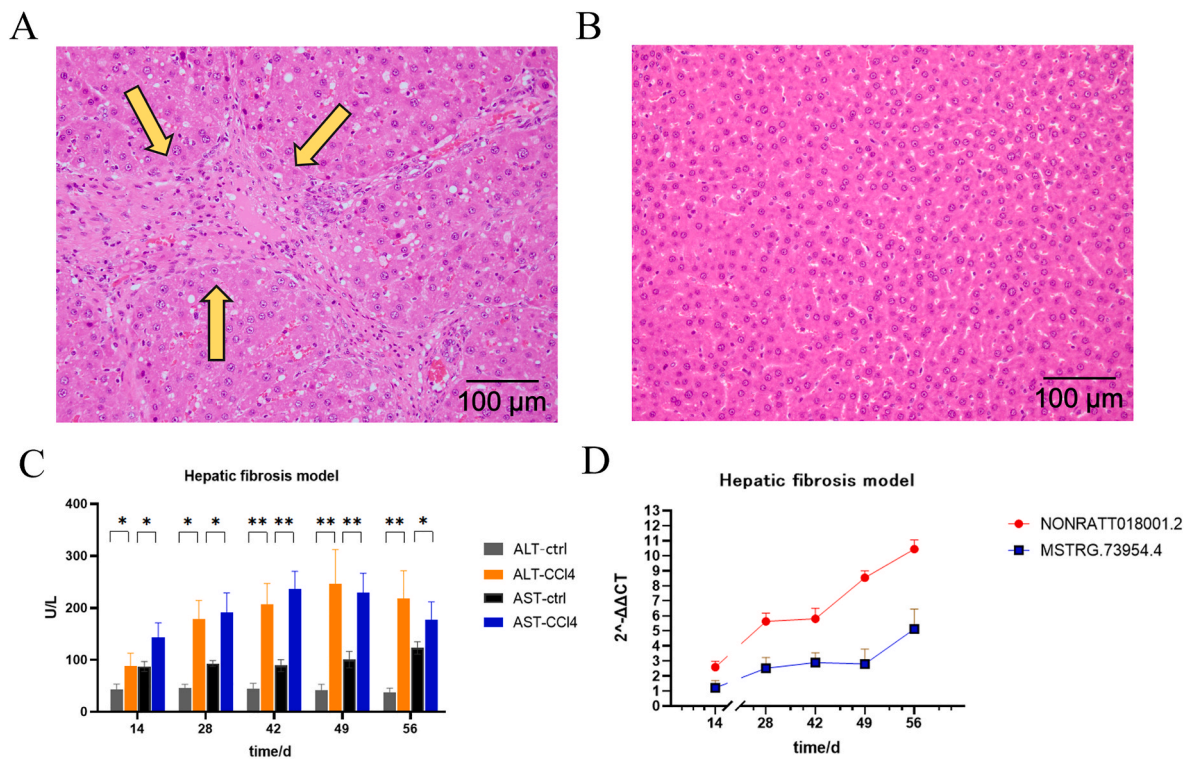 A
B
100 µm
100 µm
C
Hepatic fibrosis model
400
300
200
100
0
U/L
* * * * ** ** ** ** ** *
14 28 42 49 56
time/d
ALT-ctrl
ALT-CCl4
AST-ctrl
AST-CCl4
D
Hepatic fibrosis model
13
12
11
10
9
8
7
6
5
4
3
2
1
0
2^-ΔΔCT
14 28 42 49 56
time/d
NONRATT018001.2
MSTRG.73954.4